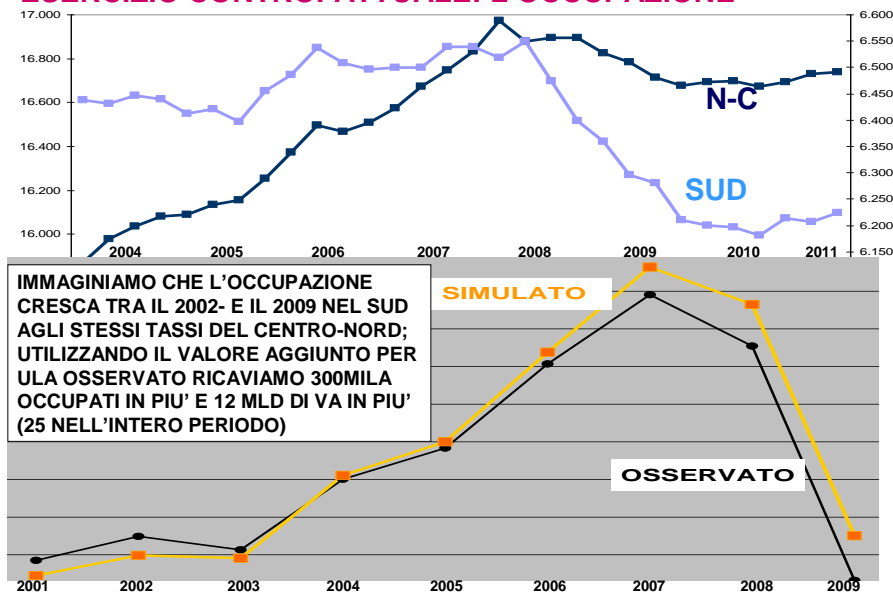 ESERCIZIO CONTROFATTUALE: L'OCCUPAZIONE
17.000
16.800
16.600
16.400
16.200
16.000
6.600
6.550
6.500
6.450
6.400
6.350
6.300
6.250
6.200
6.150
N-C
SUD
2004 2005 2006 2007 2008 2009 2010 2011
IMMAGINIAMO CHE L'OCCUPAZIONE
CRESCA TRA IL 2002- E IL 2009 NEL SUD
AGLI STESSI TASSI DEL CENTRO-NORD;
UTILIZZANDO IL VALORE AGGIUNTO PER
ULA OSSERVATO RICAVIAMO 300MILA
OCCUPATI IN PIU' E 12 MLD DI VA IN PIU'
(25 NELL'INTERO PERIODO)
SIMULATO
OSSERVATO
2001 2002 2003 2004 2005 2006 2007 2008 2009